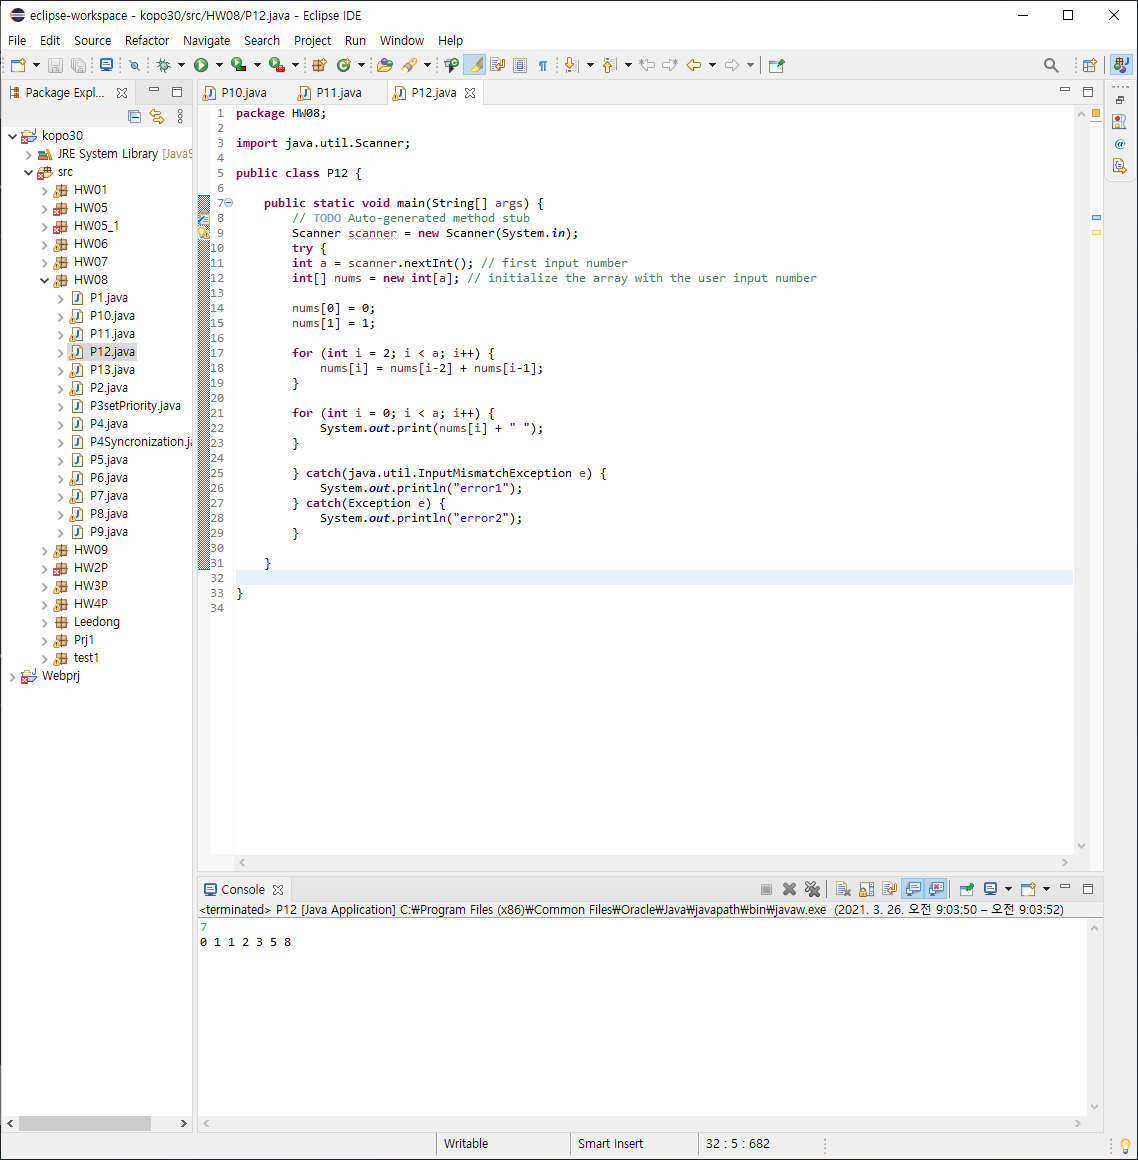 eclipse-workspace - kopo30/src/HW08/P12.java - Eclipse IDE
File Edit Source Refactor Navigate Search Project Run Window Help
Package Expl...
kopo30
JRE System Library [JavaS
src
HW01
HW05
HW05_1
HW06
HW07
HW08
P1.java
P10.java
P11.java
P12.java
P13.java
P2.java
P3setPriority.java
P4.java
P4Syncronization.ja
P5.java
P6.java
P7.java
P8.java
P9.java
HW09
HW2P
HW3P
HW4P
Leedong
Prj1
test1
Webprj
P10.java P11.java P12.java
1 package HW08;
2
3 import java.util.Scanner;
4
5 public class P12 {
6
7 public static void main(String[] args) {
8 // TODO Auto-generated method stub
9 Scanner scanner = new Scanner(System.in);
10 try {
11 int a = scanner.nextInt(); // first input number
12 int[] nums = new int[a]; // initialize the array with the user input number
13
14 nums[0] = 0;
15 nums[1] = 1;
16
17 for (int i = 2; i < a; i++) {
18 nums[i] = nums[i-2] + nums[i-1];
19 }
20
21 for (int i = 0; i < a; i++) {
22 System.out.print(nums[i] + " ");
23 }
24
25 } catch(java.util.InputMismatchException e) {
26 System.out.println("error1");
27 } catch(Exception e) {
28 System.out.println("error2");
29 }
30
31 }
32
33 }
34
Console
<terminated> P12 [Java Application] C:₩Program Files (x86)₩Common Files₩Oracle₩Java₩javapath₩bin₩javaw.exe (2021. 3. 26. 오전 9:03:50 – 오전 9:03:52)
7
0 1 1 2 3 5 8
Writable Smart Insert 32 : 5 : 682